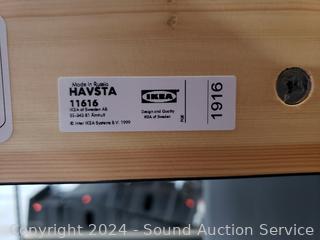 Made in Russia
HAVSTA
11616
IKEA of Sweden AB
SE-343 81 Älmhult
© Inter IKEA Systems B.V. 1999
IKEA
Design and Quality
IKEA of Sweden
1916
Copyright 2024 - Sound Auction Service